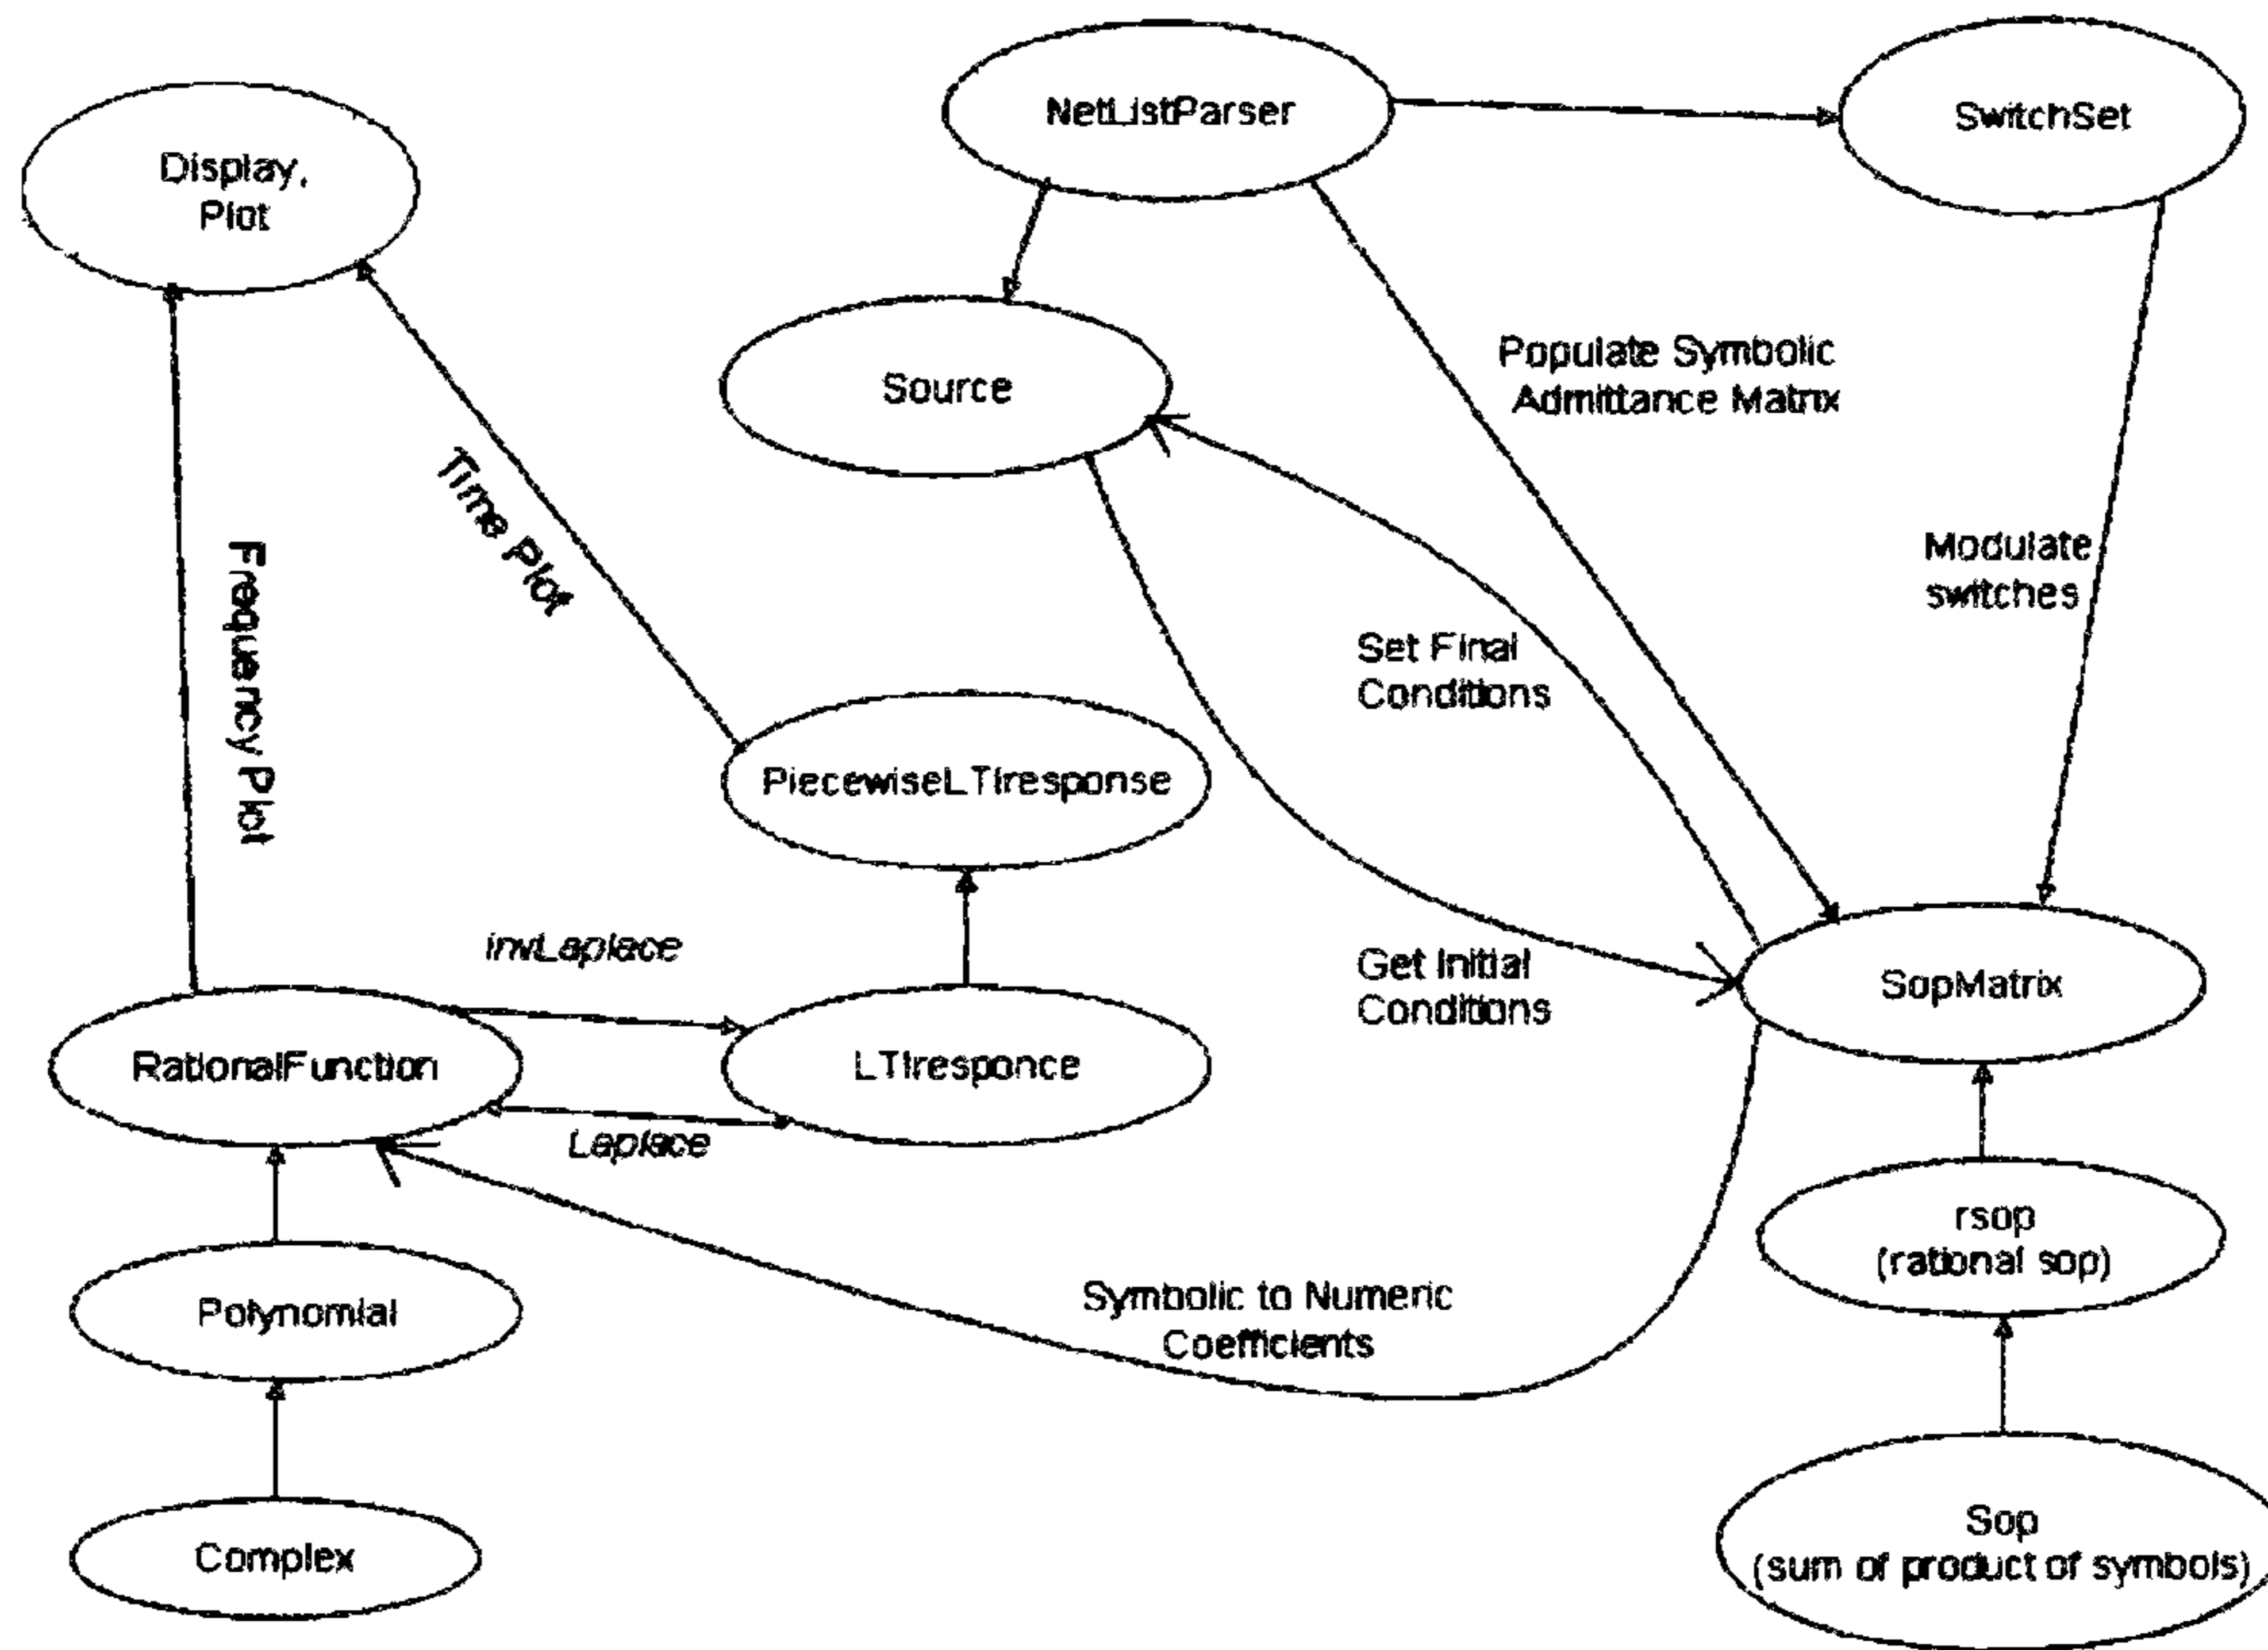 NetListParser
SwitchSet
Display,
Plot
Source
Populate Symbolic
Admittance Matrix
Time Plot
Frequency Plot
Modulate
switches
Set Final
Conditions
PiecewiseLTIresponse
invLaplace
Get Initial
Conditions
SopMatrix
RationalFunction
LTIresponce
Laplace
rsop
(rational sop)
Symbolic to Numeric
Coefficients
Polynomial
Sop
(sum of product of symbols)
Complex